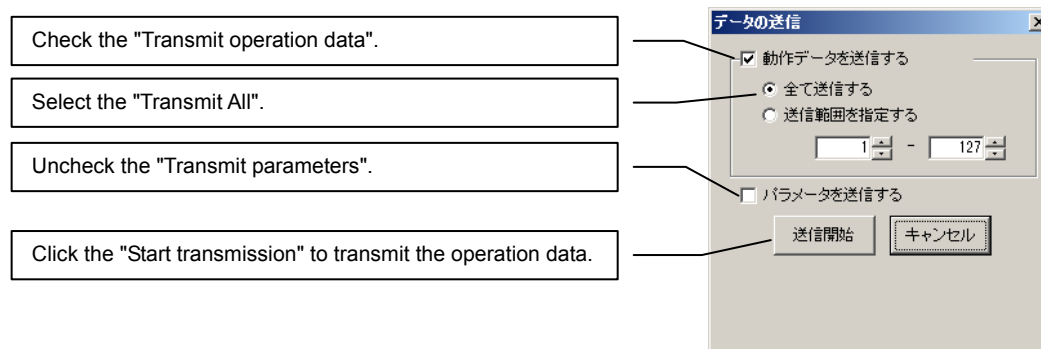 Check the "Transmit operation data".
Select the "Transmit All".
Uncheck the "Transmit parameters".
Click the "Start transmission" to transmit the operation data.
データの送信
動作データを送信する
全て送信する
送信範囲を指定する
1 - 127
パラメータを送信する
送信開始 キャンセル